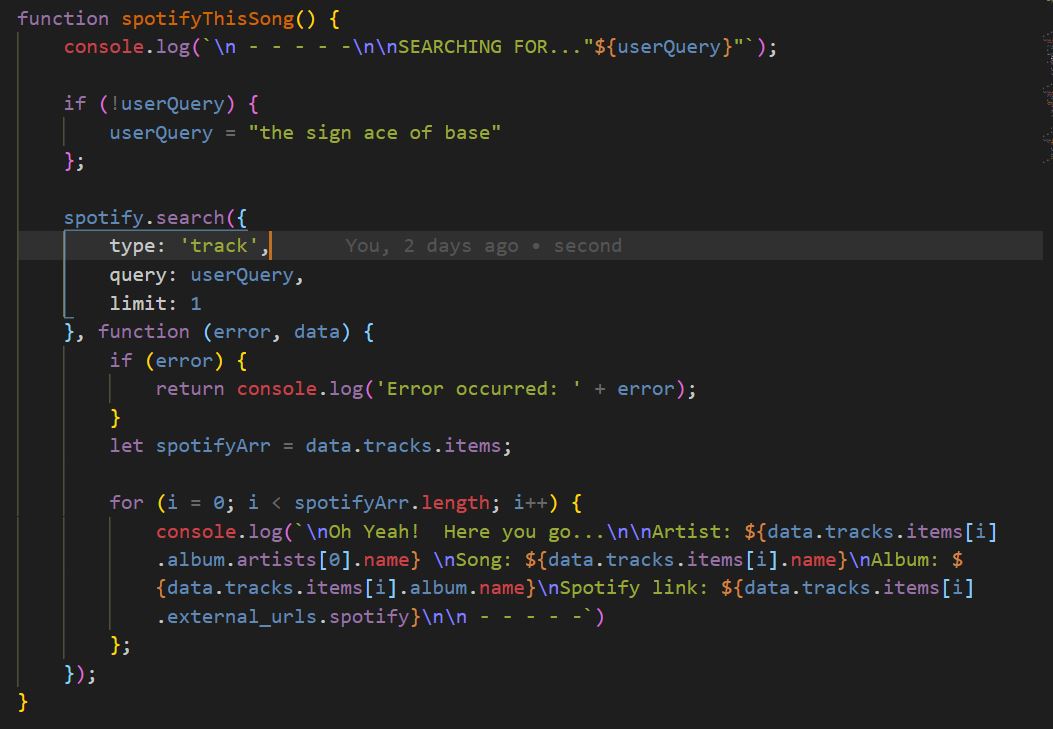 function spotifyThisSong() {
    console.log(`\n - - - - -\n\nSEARCHING FOR..."${userQuery}"`);

    if (!userQuery) {
        userQuery = "the sign ace of base"
    };

    spotify.search({
        type: 'track',      You, 2 days ago • second
        query: userQuery,
        limit: 1
    }, function (error, data) {
        if (error) {
            return console.log('Error occurred: ' + error);
        }
        let spotifyArr = data.tracks.items;

        for (i = 0; i < spotifyArr.length; i++) {
            console.log(`\nOh Yeah!  Here you go...\n\nArtist: ${data.tracks.items[i]
            .album.artists[0].name} \nSong: ${data.tracks.items[i].name}\nAlbum: $
            {data.tracks.items[i].album.name}\nSpotify link: ${data.tracks.items[i]
            .external_urls.spotify}\n\n - - - - -`)
        };
    });
}